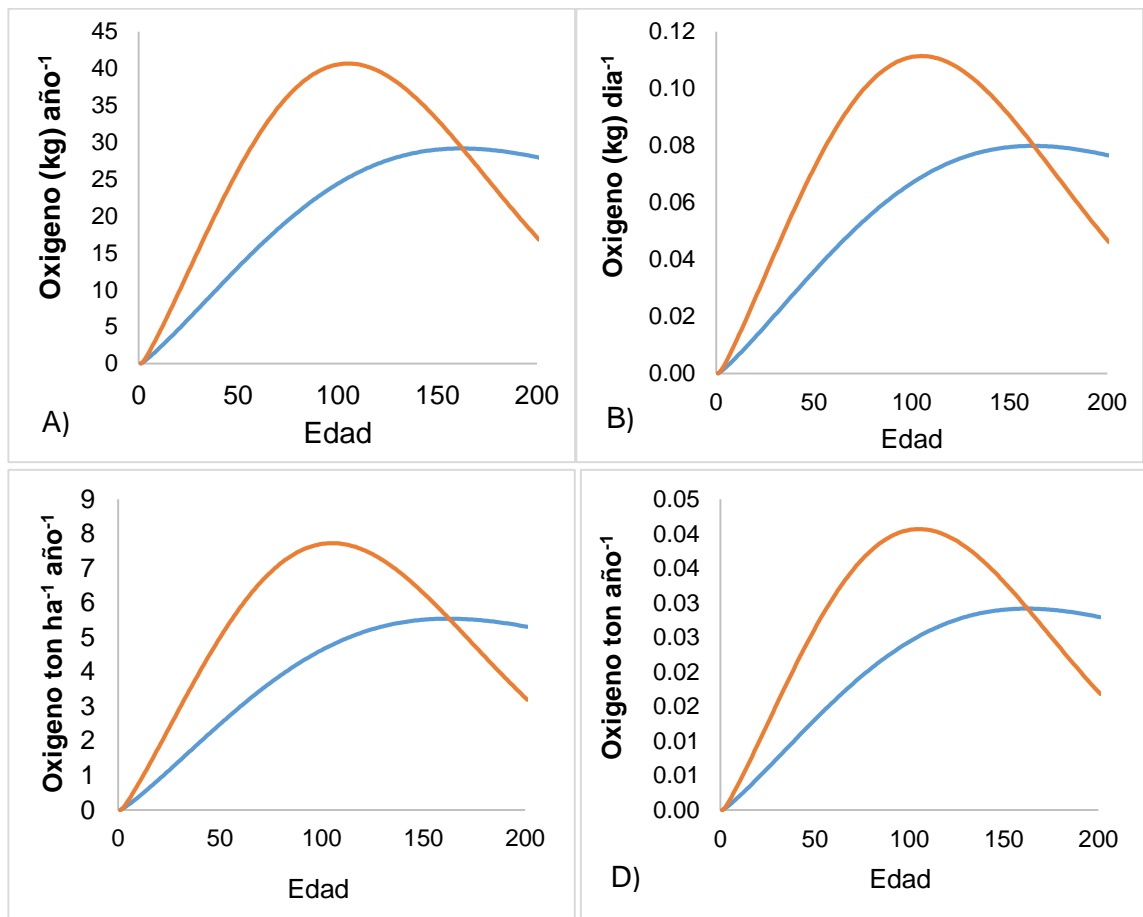 Oxigeno (kg) año⁻¹
45
40
35
30
25
20
15
10
5
0
0 50 100 150 200
A)
Edad
Oxigeno (kg) dia⁻¹
0.12
0.10
0.08
0.06
0.04
0.02
0.00
0 50 100 150 200
B)
Edad
Oxigeno ton ha⁻¹ año⁻¹
9
8
7
6
5
4
3
2
1
0
0 50 100 150 200
Edad
Oxigeno ton año⁻¹
0.05
0.04
0.04
0.03
0.03
0.02
0.02
0.01
0.01
0.00
0 50 100 150 200
D)
Edad